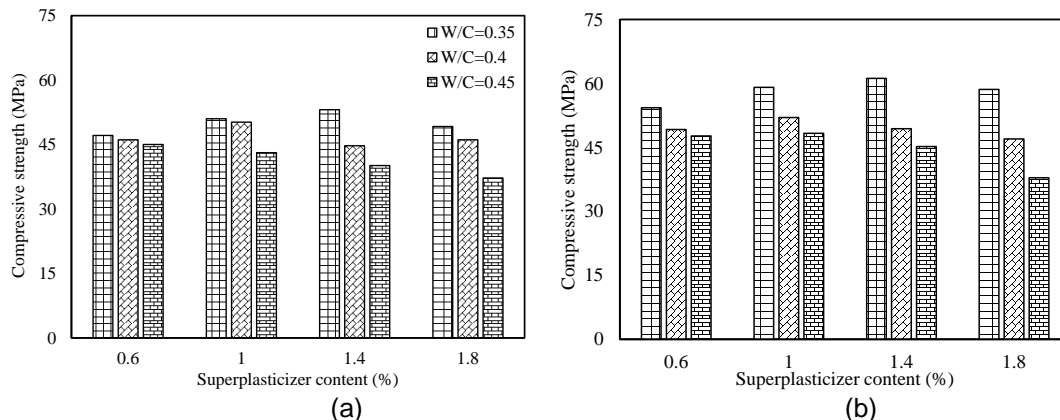 75
60
45
30
15
0
Compressive strength (MPa)
W/C=0.35
W/C=0.4
W/C=0.45
0.6 1 1.4 1.8
Superplasticizer content (%)
(a)
75
60
45
30
15
0
Compressive strength (MPa)
0.6 1 1.4 1.8
Superplasticizer content (%)
(b)